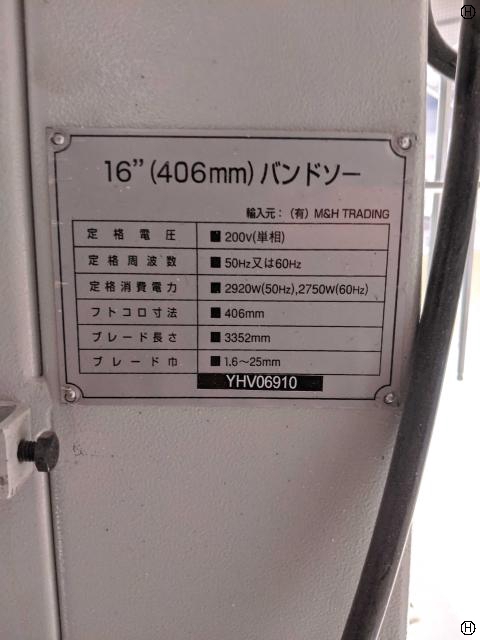 16”(406mm)バンドソー
輸入元：(有) M&H TRADING
定格電圧 ■200V(単相)
定格周波数 ■50Hz又は60Hz
定格消費電力 ■2920W(50Hz),2750W(60Hz)
フトコロ寸法 ■406mm
ブレード長さ ■3352mm
ブレード巾 ■1.6～25mm
YHV06910
H
H